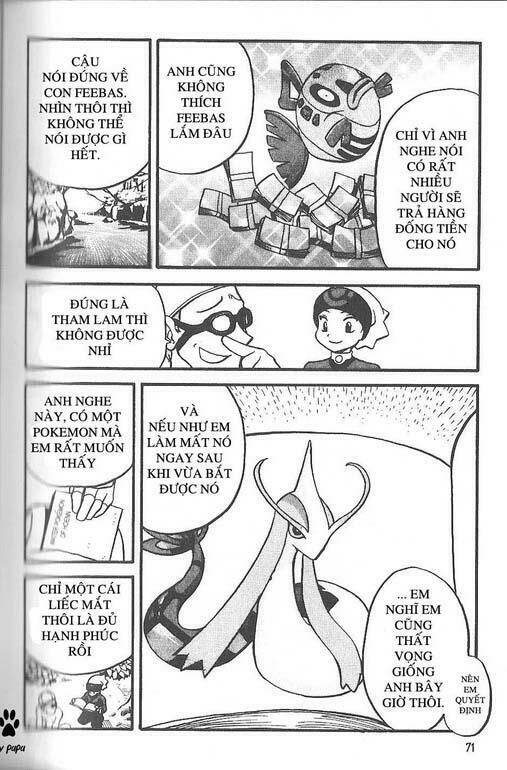 CẬU
NÓI ĐÚNG VỀ
CON FEEBAS.
NHÌN THÔI THÌ
KHÔNG THỂ
NÓI ĐƯỢC GÌ
HẾT.
ANH CŨNG
KHÔNG
THÍCH
FEEBAS
LẮM ĐÂU
CHỈ VÌ ANH
NGHE NÓI
CÓ RẤT
NHIỀU
NGƯỜI SẼ
TRẢ HÀNG
ĐỐNG TIỀN
CHO NÓ
ĐÚNG LÀ
THAM LAM THÌ
KHÔNG ĐƯỢC
NHỈ
ANH NGHE
NÀY, CÓ MỘT
POKEMON MÀ
EM RẤT MUỐN
THẤY
WATER POKEMON
OF HOENN
CHỈ MỘT CÁI
LIẾC MẮT
THÔI LÀ ĐỦ
HẠNH PHÚC
RỒI
VÀ
NẾU NHƯ EM
LÀM MẤT NÓ
NGAY SAU
KHI VỪA BẮT
ĐƯỢC NÓ
... EM
NGHĨ EM
CŨNG
THẤT
VỌNG
GIỐNG
ANH BÂY
GIỜ THÔI.
NÊN
EM
QUYẾT
ĐỊNH
71
y papu